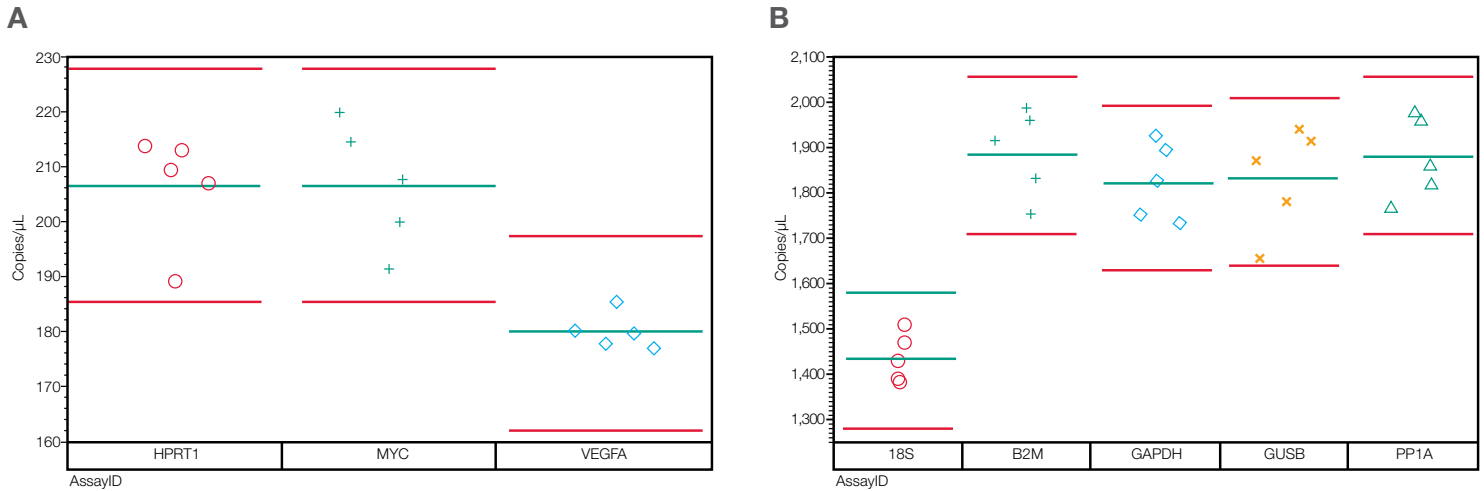 A
230
220
210
200
190
180
170
160
Copies/µL
HPRT1 MYC VEGFA
AssayID
B
2,100
2,000
1,900
1,800
1,700
1,600
1,500
1,400
1,300
Copies/µL
18S B2M GAPDH GUSB PP1A
AssayID